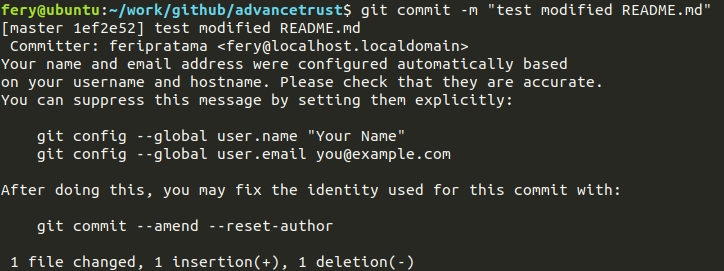 fery@ubuntu:~/work/github/advancetrust$ git commit -m "test modified README.md"
[master 1ef2e52] test modified README.md
 Committer: feripratama <fery@localhost.localdomain>
Your name and email address were configured automatically based
on your username and hostname. Please check that they are accurate.
You can suppress this message by setting them explicitly:

    git config --global user.name "Your Name"
    git config --global user.email you@example.com

After doing this, you may fix the identity used for this commit with:

    git commit --amend --reset-author

 1 file changed, 1 insertion(+), 1 deletion(-)